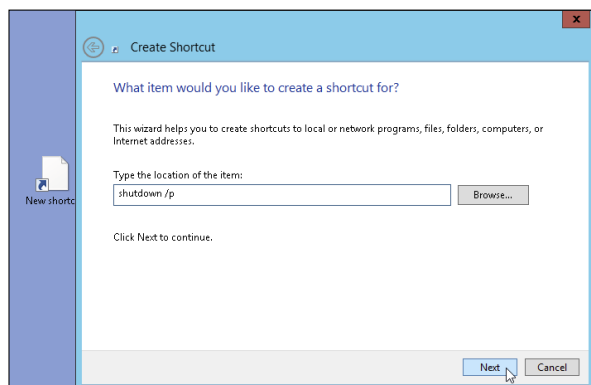 x
Create Shortcut
What item would you like to create a shortcut for?
This wizard helps you to create shortcuts to local or network programs, files, folders, computers, or
Internet addresses.
Type the location of the item:
shutdown /p
Browse...
New shortc
Click Next to continue.
Next
Cancel